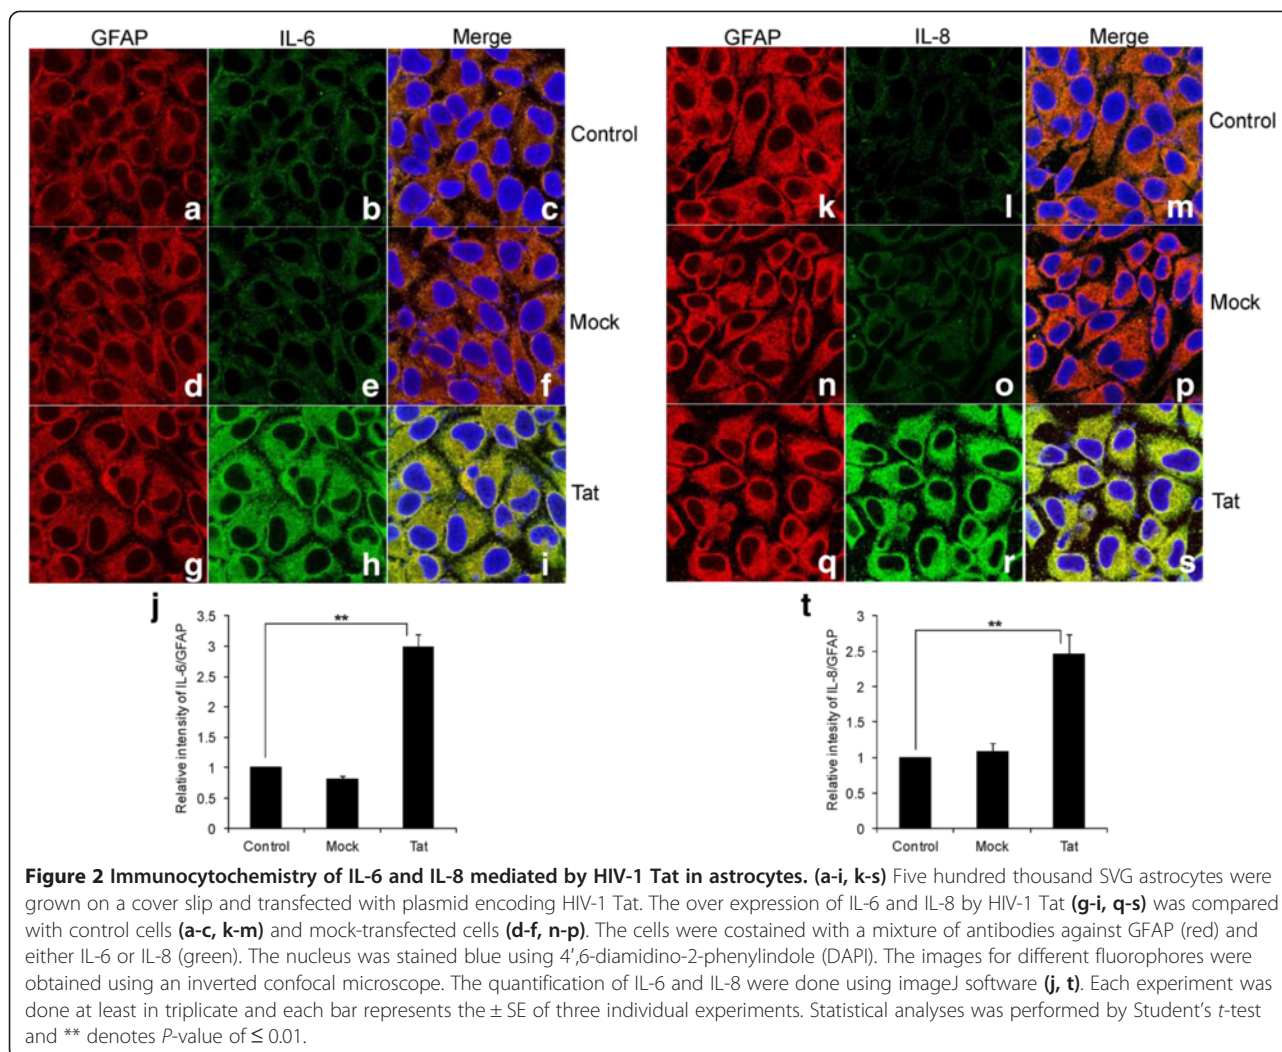 GFAP IL-6 Merge
Control
a b c
Mock
d e f
Tat
g h i
GFAP IL-8 Merge
Control
k l m
Mock
n o p
Tat
q r s
j
Relative intensity of IL-6/GFAP
3.5
3
2.5
2
1.5
1
0.5
0
**
Control Mock Tat
t
Relative intesity of IL-8/GFAP
3
2.5
2
1.5
1
0.5
0
**
Control Mock Tat
Figure 2 Immunocytochemistry of IL-6 and IL-8 mediated by HIV-1 Tat in astrocytes. (a-i, k-s) Five hundred thousand SVG astrocytes were
grown on a cover slip and transfected with plasmid encoding HIV-1 Tat. The over expression of IL-6 and IL-8 by HIV-1 Tat (g-i, q-s) was compared
with control cells (a-c, k-m) and mock-transfected cells (d-f, n-p). The cells were costained with a mixture of antibodies against GFAP (red) and
either IL-6 or IL-8 (green). The nucleus was stained blue using 4′,6-diamidino-2-phenylindole (DAPI). The images for different fluorophores were
obtained using an inverted confocal microscope. The quantification of IL-6 and IL-8 were done using imageJ software (j, t). Each experiment was
done at least in triplicate and each bar represents the ± SE of three individual experiments. Statistical analyses was performed by Student’s t-test
and ** denotes P-value of ≤ 0.01.